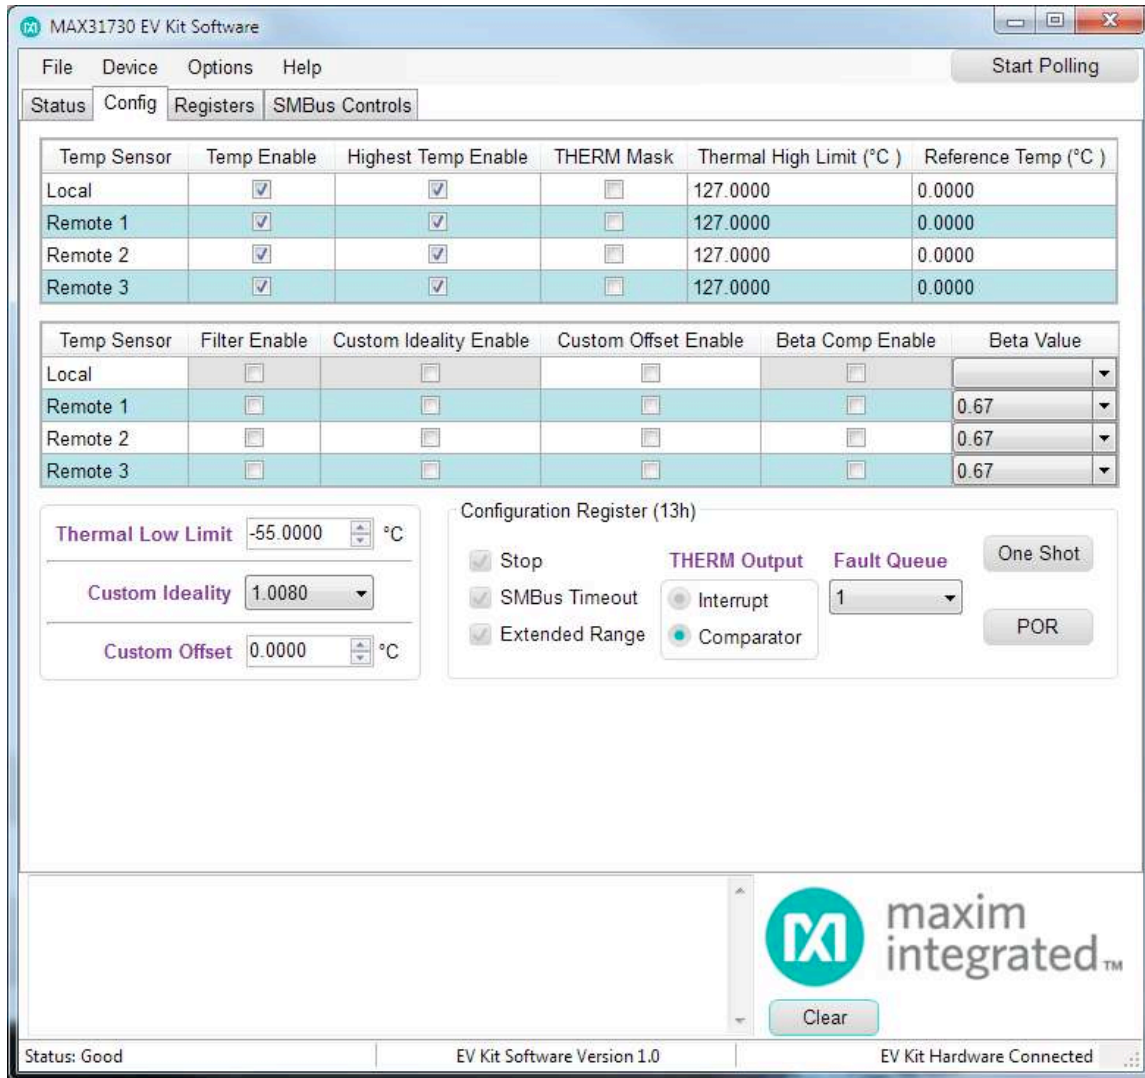 MAX31730 EV Kit Software
File Device Options Help Start Polling
Status Config Registers SMBus Controls
Temp Sensor Temp Enable Highest Temp Enable THERM Mask Thermal High Limit (°C ) Reference Temp (°C )
Local 127.0000 0.0000
Remote 1 127.0000 0.0000
Remote 2 127.0000 0.0000
Remote 3 127.0000 0.0000
Temp Sensor Filter Enable Custom Ideality Enable Custom Offset Enable Beta Comp Enable Beta Value
Local
Remote 1 0.67
Remote 2 0.67
Remote 3 0.67
Thermal Low Limit -55.0000 °C
Custom Ideality 1.0080
Custom Offset 0.0000 °C
Configuration Register (13h)
Stop THERM Output Fault Queue One Shot
SMBus Timeout Interrupt 1
Extended Range Comparator POR
maxim
integrated™
Clear
Status: Good EV Kit Software Version 1.0 EV Kit Hardware Connected